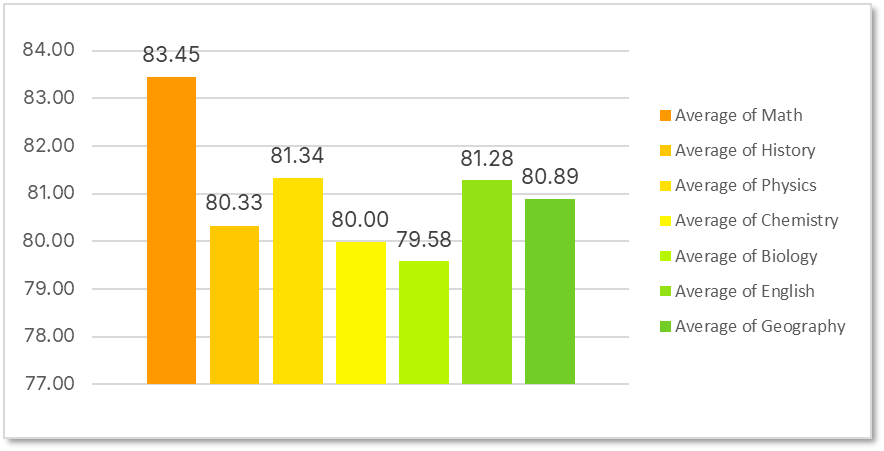 84.00
83.00
82.00
81.00
80.00
79.00
78.00
77.00
83.45
80.33
81.34
80.00
79.58
81.28
80.89
Average of Math
Average of History
Average of Physics
Average of Chemistry
Average of Biology
Average of English
Average of Geography